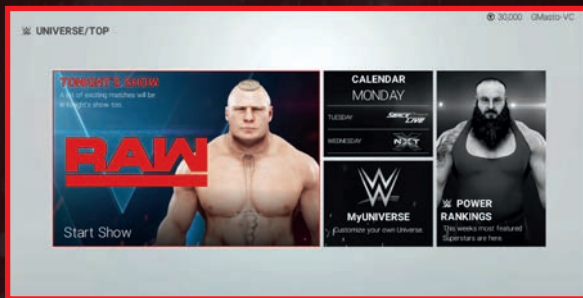 30,000 GMasto-VC
UNIVERSE/TOP
TONIGHT'S SHOW
A lot of exciting matches will be
in tonight's show too.
RAW
Start Show
CALENDAR
MONDAY
TUESDAY SMACKDOWN LIVE
WEDNESDAY NXT
W
MyUNIVERSE
Customize your own Universe.
POWER
RANKINGS
This weeks most featured
Superstars are here.